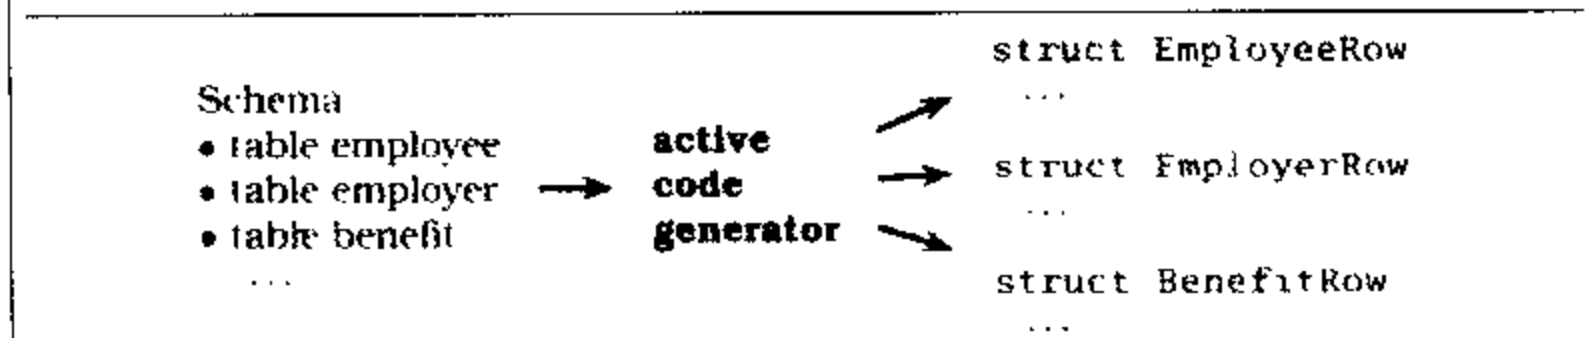 Schema
• table employee
• table employer
• table benefit
...
active
code
generator
struct EmployeeRow
...
struct EmployerRow
...
struct BenefitRow
...